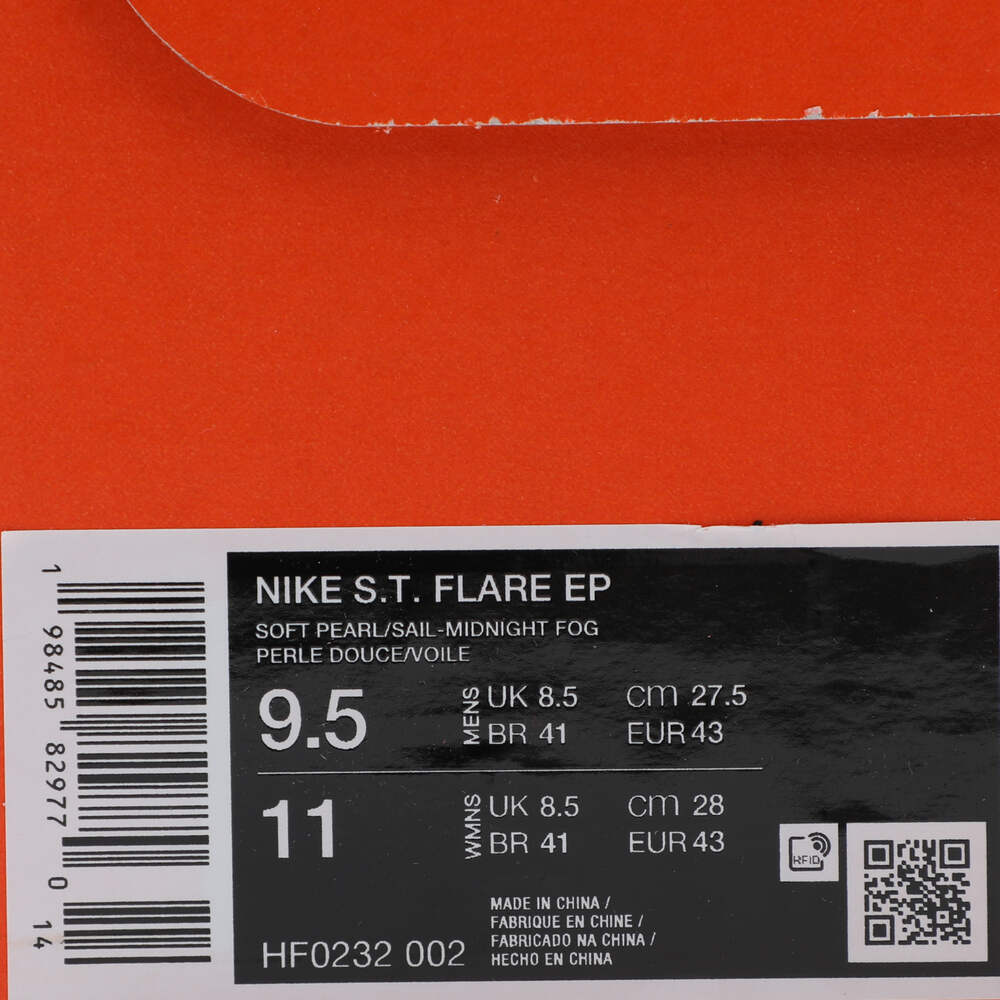 NIKE S.T. FLARE EP
SOFT PEARL/SAIL-MIDNIGHT FOG
PERLE DOUCE/VOILE
9.5 MENS UK 8.5 CM 27.5
BR 41 EUR 43
11 WMNS UK 8.5 CM 28
BR 41 EUR 43
RFID
MADE IN CHINA /
FABRIQUE EN CHINE /
FABRICADO NA CHINA /
HECHO EN CHINA
HF0232 002
1 98485 82977 0 14